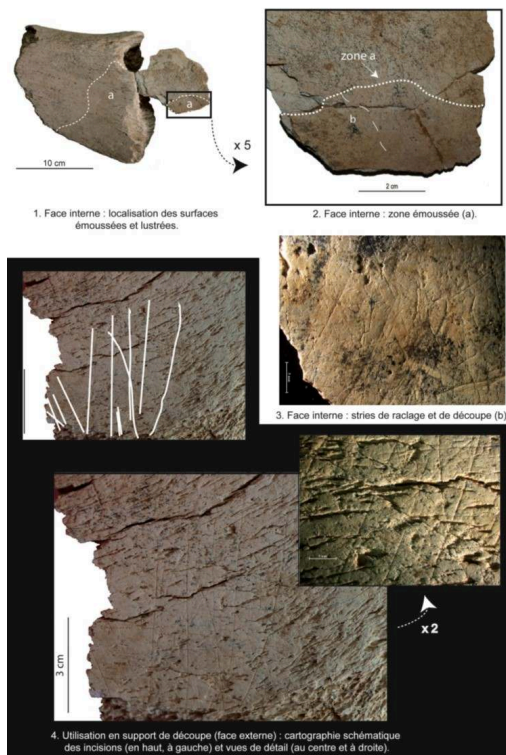 a
a
10 cm
x 5
1. Face interne : localisation des surfaces
émoussées et lustrées.
zone a
b
2 cm
2. Face interne : zone émoussée (a).
3. Face interne : stries de raclage et de découpe (b)
3 cm
x 2
4. Utilisation en support de découpe (face externe) : cartographie schématique
des incisions (en haut, à gauche) et vues de détail (au centre et à droite).